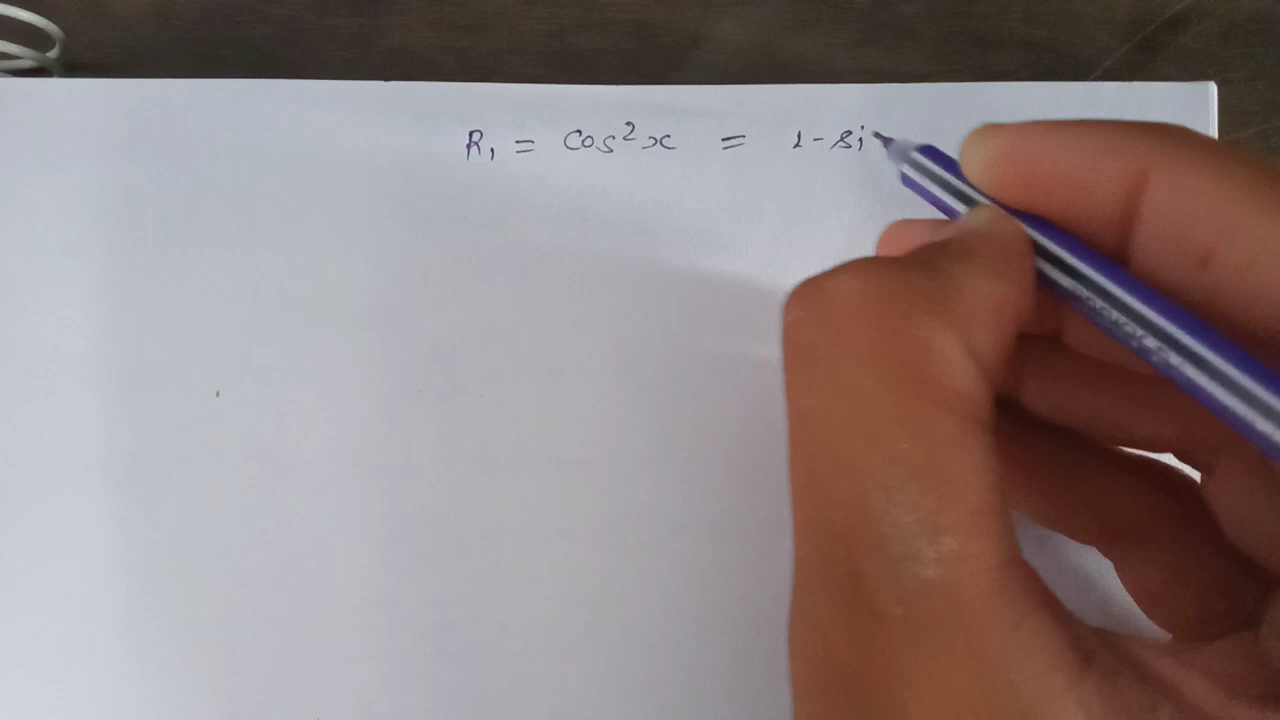 R₁ = cos²x = 1 - si